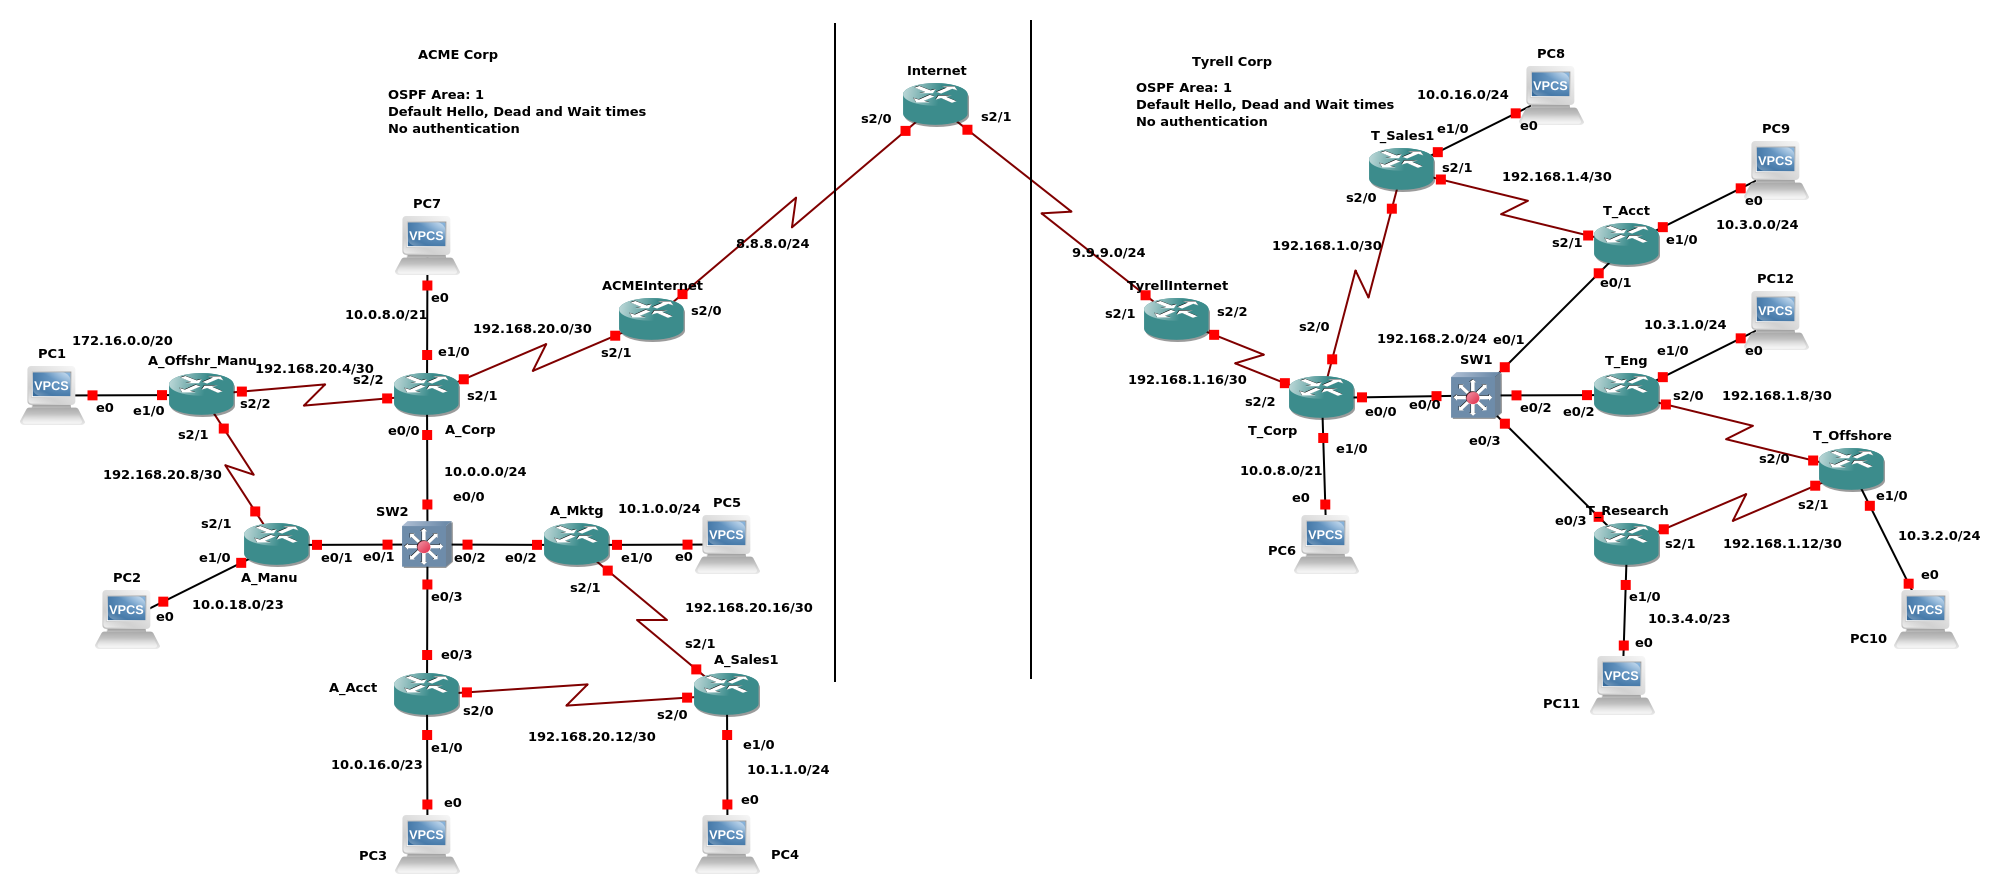 ACME Corp
OSPF Area: 1
Default Hello, Dead and Wait times
No authentication
Internet
s2/0
s2/1
8.8.8.0/24
9.9.9.0/24
Tyrell Corp
OSPF Area: 1
Default Hello, Dead and Wait times
No authentication
PC7
VPCS
e0
10.0.8.0/21
e1/0
192.168.20.0/30
ACMEInternet
s2/0
s2/1
172.16.0.0/20
PC1
VPCS
e0
e1/0
A_Offshr_Manu
192.168.20.4/30
s2/2
s2/2
s2/1
s2/1
e0/0
A_Corp
192.168.20.8/30
10.0.0.0/24
e0/0
s2/1
SW2
A_Mktg
10.1.0.0/24
PC5
VPCS
e1/0
e0/1
e0/1
e0/2
e0/2
e1/0
e0
A_Manu
PC2
VPCS
e0
10.0.18.0/23
e0/3
s2/1
192.168.20.16/30
s2/1
e0/3
A_Sales1
A_Acct
s2/0
s2/0
192.168.20.12/30
e1/0
e1/0
10.0.16.0/23
10.1.1.0/24
e0
e0
VPCS
VPCS
PC3
PC4
PC8
VPCS
10.0.16.0/24
e0
T_Sales1
e1/0
s2/1
s2/0
192.168.1.4/30
PC9
VPCS
e0
10.3.0.0/24
T_Acct
s2/1
e1/0
e0/1
192.168.1.0/30
TyrellInternet
s2/1
s2/2
192.168.1.16/30
s2/0
192.168.2.0/24
e0/1
SW1
PC12
VPCS
10.3.1.0/24
e0
e1/0
T_Eng
s2/0
192.168.1.8/30
s2/2
e0/0
e0/0
e0/2
e0/2
T_Corp
e0/3
e1/0
10.0.8.0/21
e0
VPCS
PC6
T_Offshore
s2/0
s2/1
e1/0
T_Research
e0/3
s2/1
192.168.1.12/30
10.3.2.0/24
e0
VPCS
PC10
e1/0
10.3.4.0/23
e0
VPCS
PC11